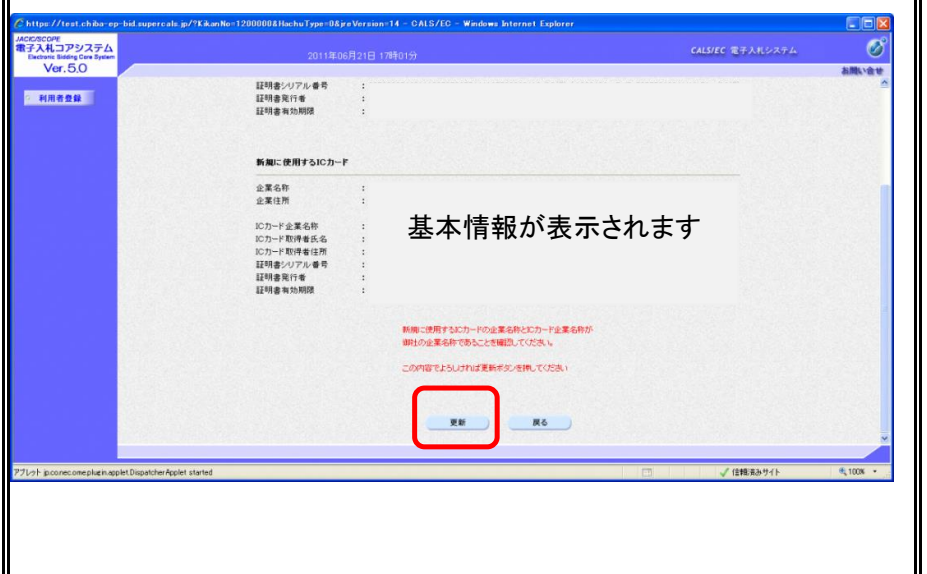 https://test.chiba-ep-bid.supercals.jp/?KikanNo=1200000&HachuType=0&jreVersion=14 - CALS/EC - Windows Internet Explorer
JACIC/SCOPE
電子入札コアシステム
Electronic Bidding Core System
Ver.5.0
2011年06月21日 17時01分
CALS/EC 電子入札システム
お問い合せ
利用者登録
証明書シリアル番号 :
証明書発行者 :
証明書有効期限 :
新規に使用するICカード
企業名称 :
企業住所 :
基本情報が表示されます
ICカード企業名称 :
ICカード取得者氏名 :
ICカード取得者住所 :
証明書シリアル番号 :
証明書発行者 :
証明書有効期限 :
新規に使用するICカードの企業名称とICカード企業名称が
御社の企業名称であることを確認してください。
この内容でよろしければ更新ボタンを押してください
更新 戻る
アプレット jp.conec.ome.plugin.applet.DispatcherApplet started
信頼済みサイト
100%